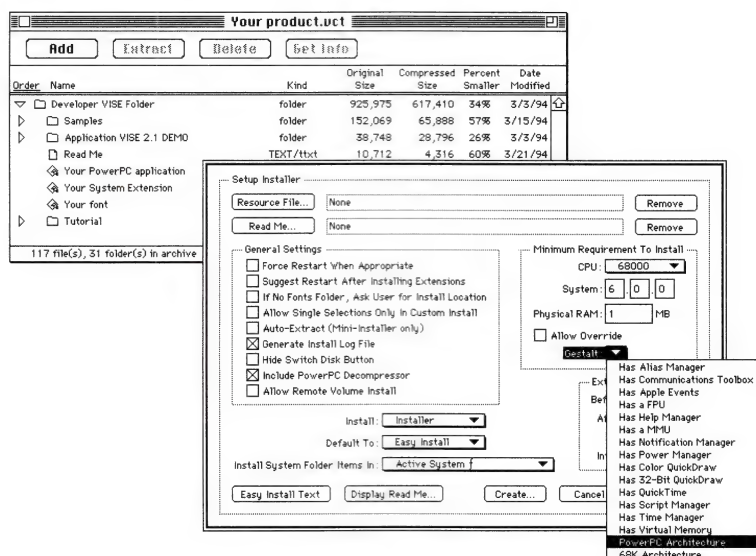 Your product.vct
Add Extract Delete Get Info
Order Name Kind Original Size Compressed Size Percent Smaller Date Modified
Developer VISE Folder folder 925,975 617,410 34% 3/3/94
Samples folder 152,069 65,888 57% 3/15/94
Application VISE 2.1 DEMO folder 38,748 28,796 26% 3/3/94
Read Me TEXT/ttxt 10,712 4,316 60% 3/21/94
Your PowerPC application
Your System Extension
Your font
Tutorial
117 file(s), 31 folder(s) in archive
Setup Installer
Resource File... None Remove
Read Me... None Remove
General Settings
Force Restart When Appropriate
Suggest Restart After Installing Extensions
If No Fonts Folder, Ask User for Install Location
Allow Single Selections Only In Custom Install
Auto-Extract (Mini-Installer only)
Generate Install Log File
Hide Switch Disk Button
Include PowerPC Decompressor
Allow Remote Volume Install
Minimum Requirement To Install
CPU: 68000
System: 6 . 0 . 0
Physical RAM: 1 MB
Allow Override
Gestalt
Has Alias Manager
Has Communications Toolbox
Has Apple Events
Has a FPU
Has Help Manager
Has a MMU
Has Notification Manager
Has Power Manager
Has Color QuickDraw
Has 32-Bit QuickDraw
Has QuickTime
Has Script Manager
Has Time Manager
Has Virtual Memory
PowerPC Architecture
68K Architecture
Install: Installer
Default To: Easy Install
Install System Folder Items In: Active System ƒ
Easy Install Text Display Read Me... Create... Cancel